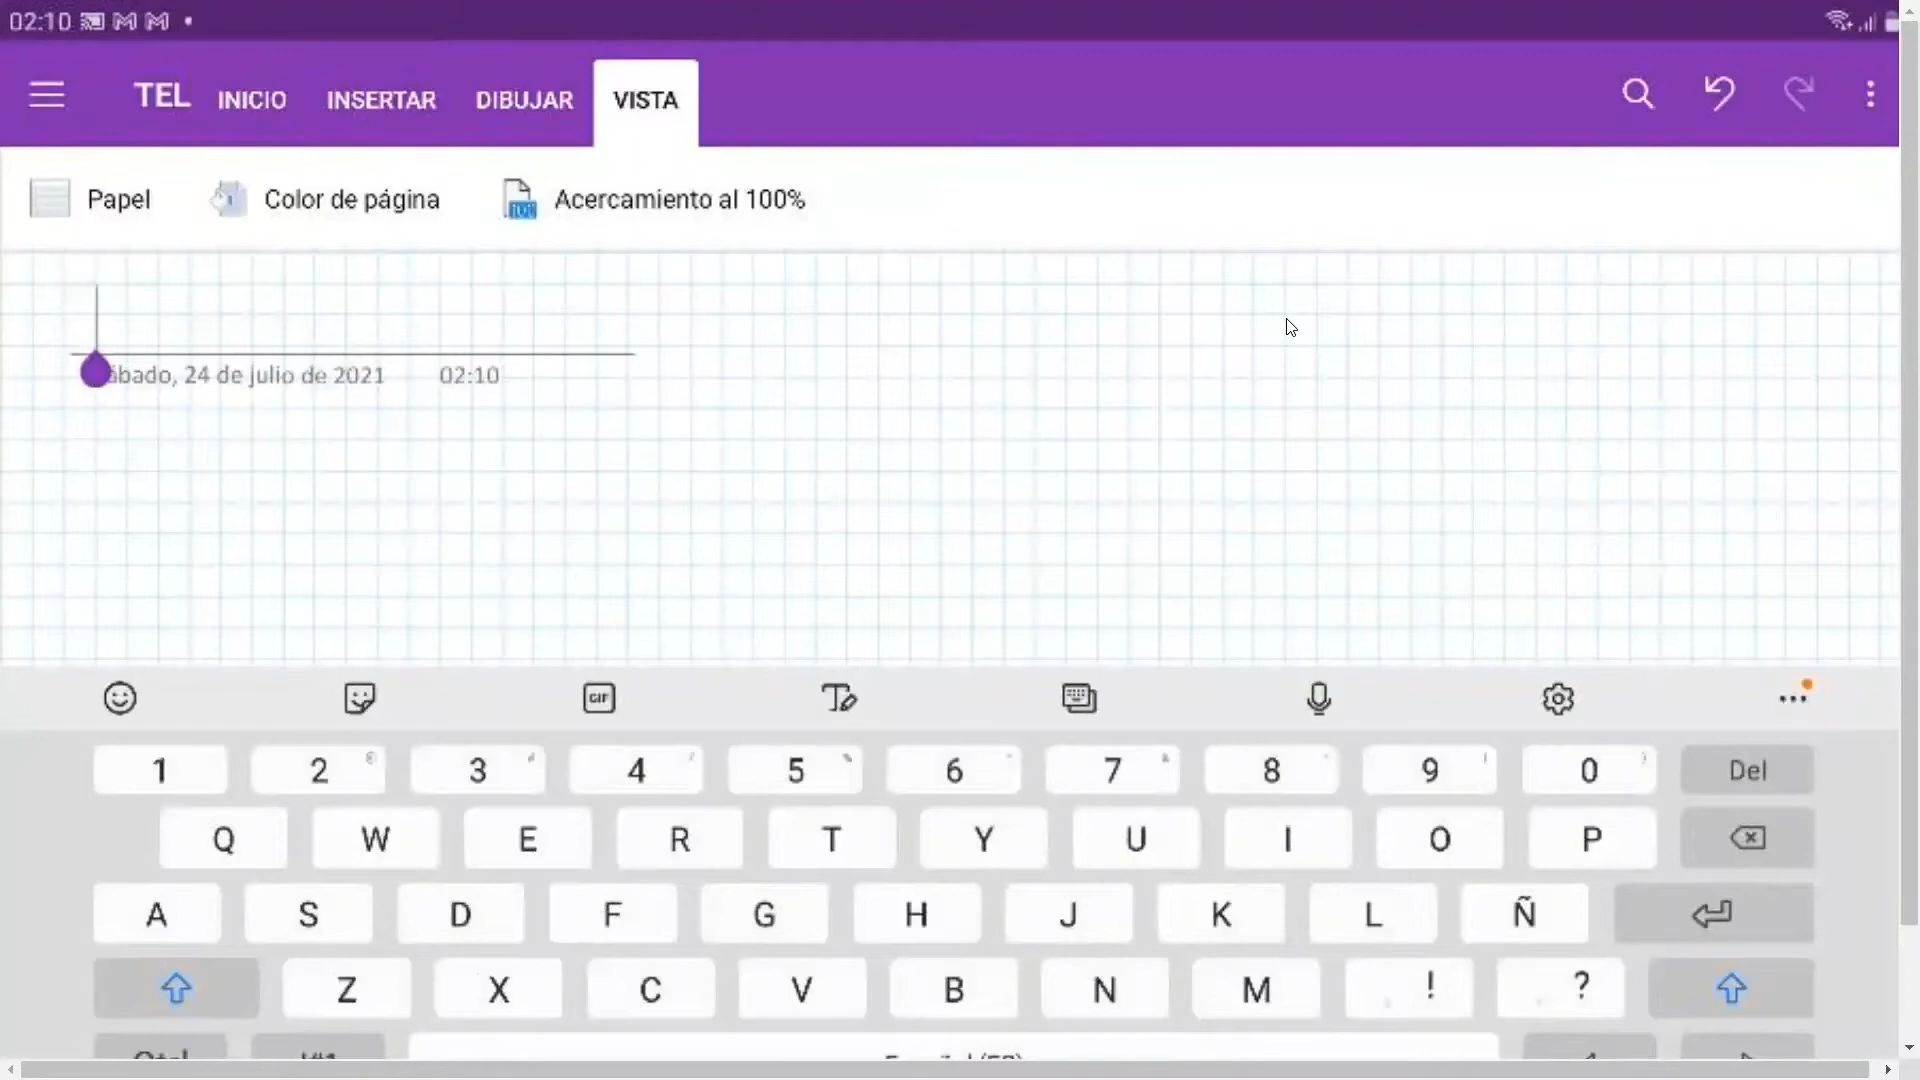 02:10
TEL INICIO INSERTAR DIBUJAR VISTA
Papel Color de página Acercamiento al 100%
ábado, 24 de julio de 2021 02:10
GIF
1 2 3 4 5 6 7 8 9 0 Del
Q W E R T Y U I O P
A S D F G H J K L Ñ
Z X C V B N M ! ?